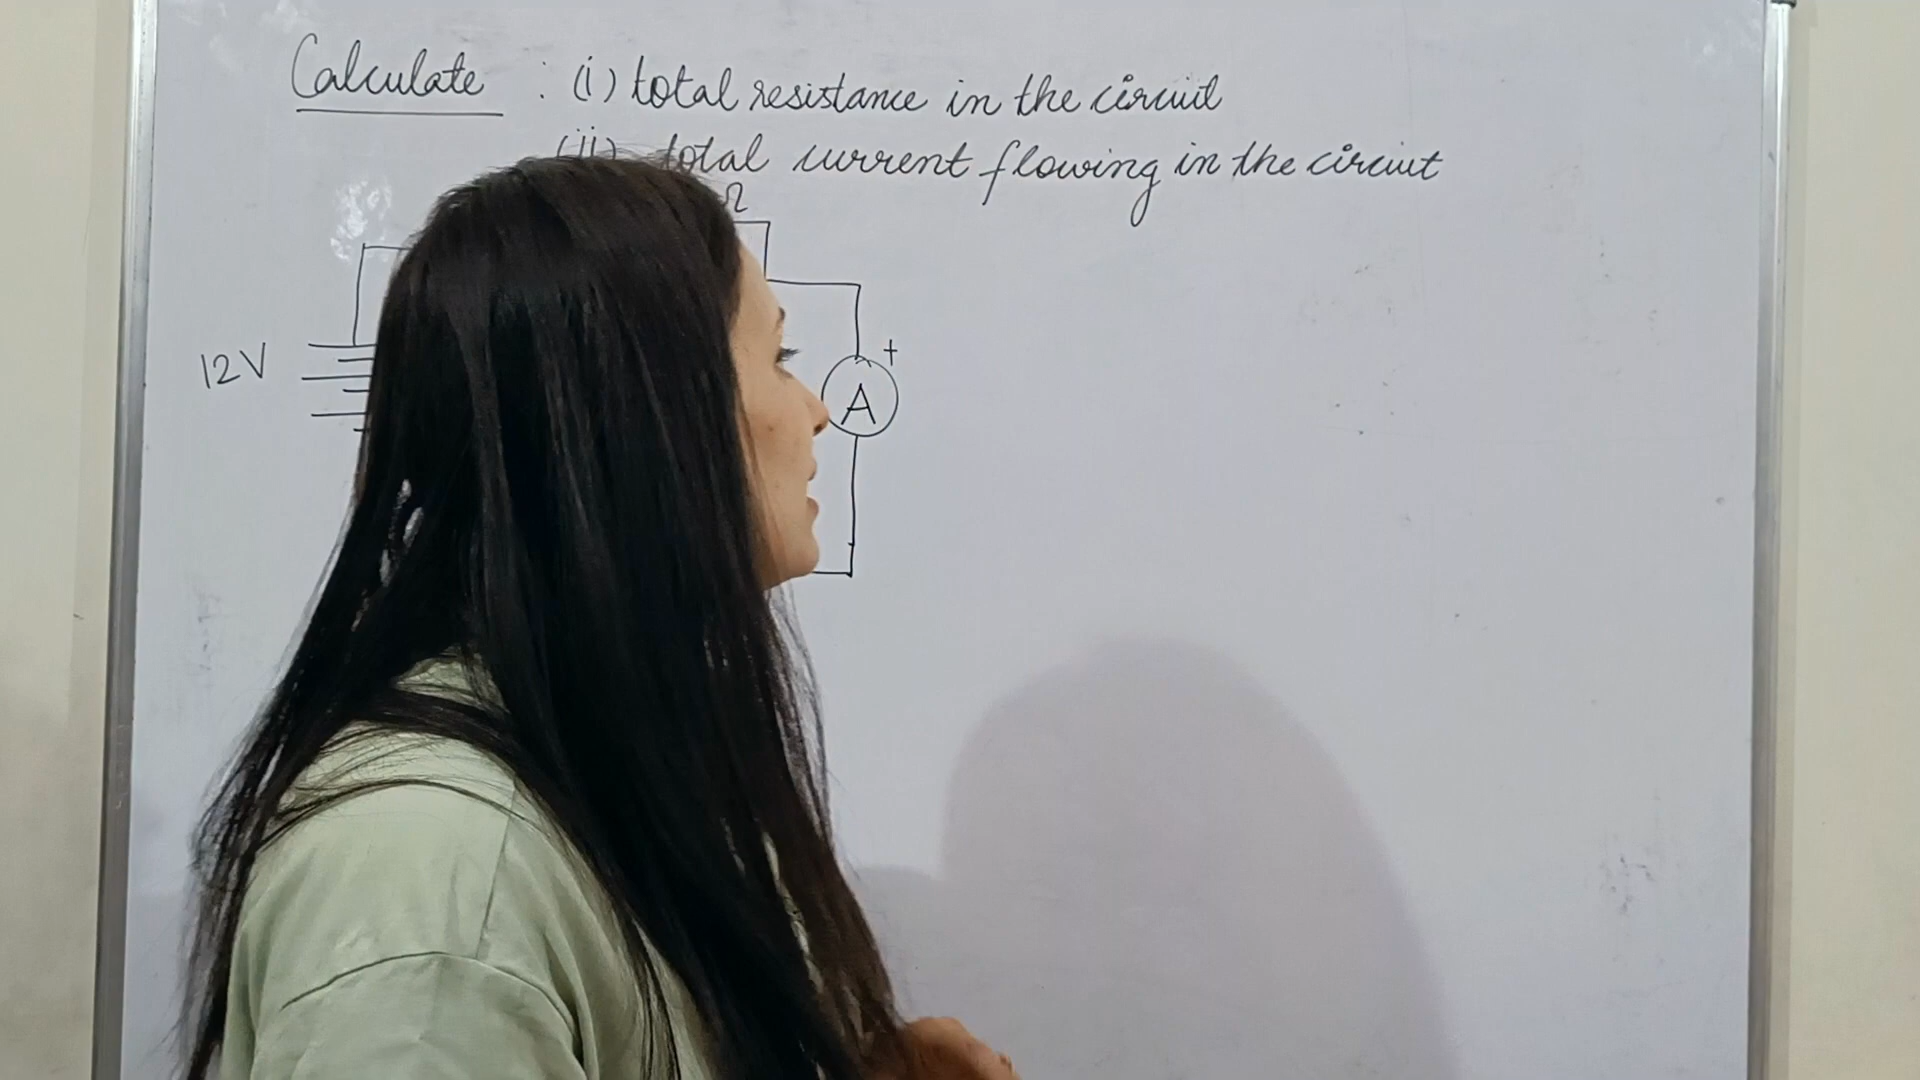 Calculate : (i) total resistance in the circuit
(ii) total current flowing in the circuit
Ω
12V
+
A